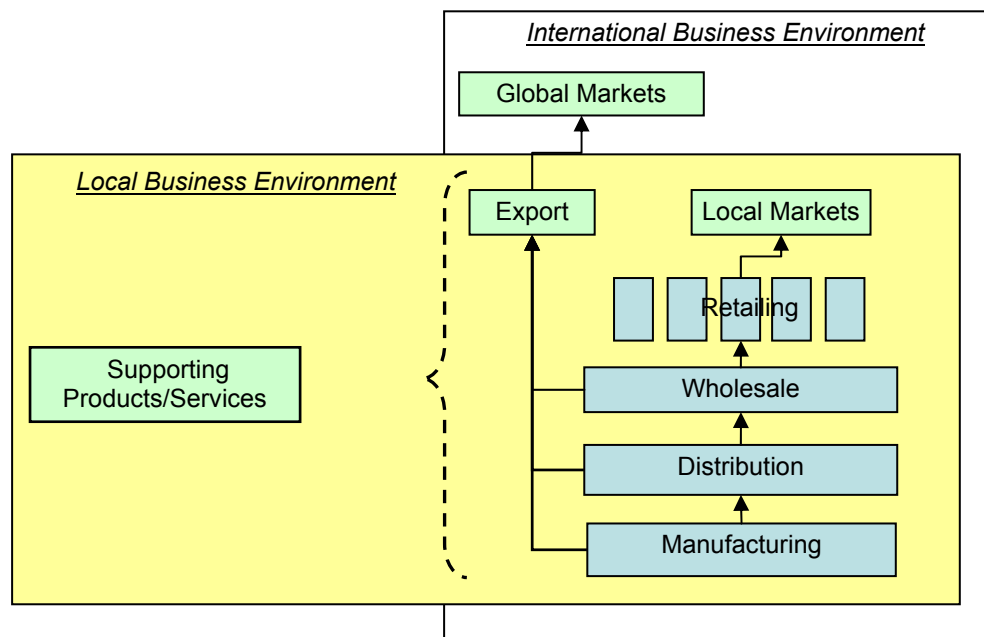 International Business Environment
Global Markets
Local Business Environment
Export
Local Markets
Retailing
Supporting
Products/Services
Wholesale
Distribution
Manufacturing